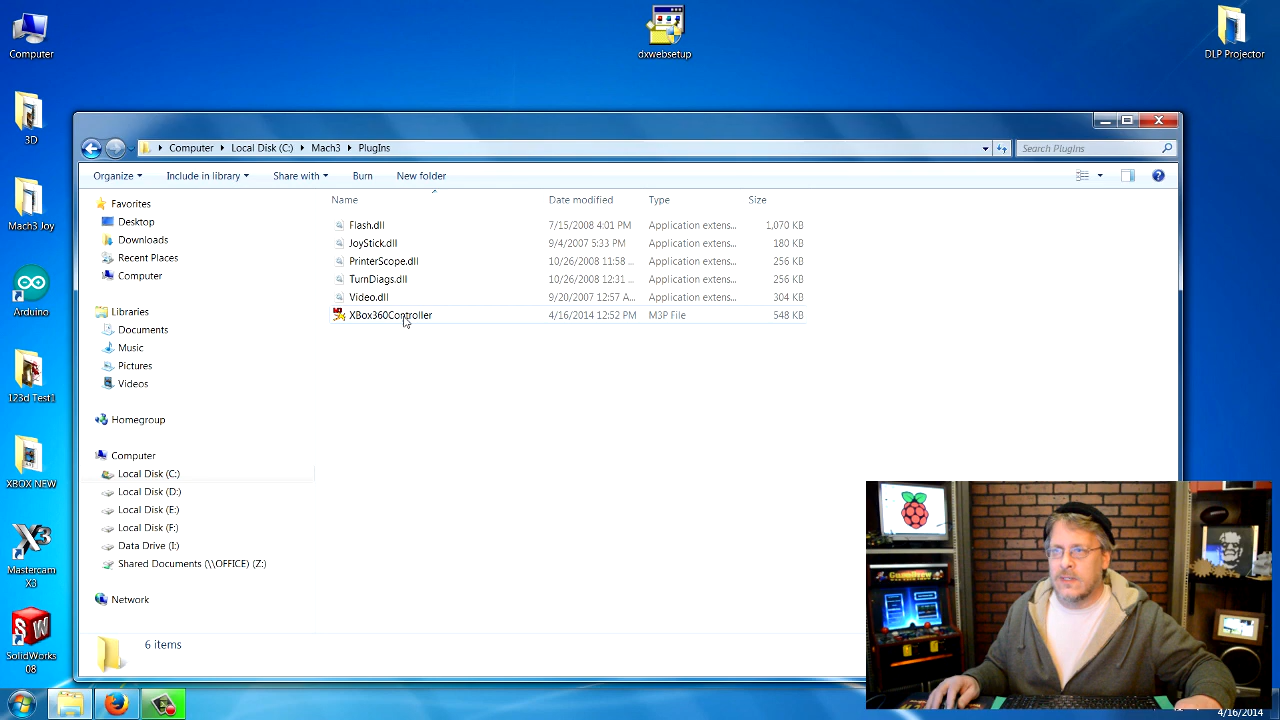 Computer
dxwebsetup
DLP Projector
3D
Mach3 Joy
Arduino
123d Test1
XBOX NEW
Mastercam
X3
SolidWorks
08
Computer Local Disk (C:) Mach3 PlugIns
Search PlugIns
Organize Include in library Share with Burn New folder
Name Date modified Type Size
Flash.dll 7/15/2008 4:01 PM Application extens... 1,070 KB
JoyStick.dll 9/4/2007 5:33 PM Application extens... 180 KB
PrinterScope.dll 10/26/2008 11:58 ... Application extens... 256 KB
TurnDiags.dll 10/26/2008 12:31 ... Application extens... 256 KB
Video.dll 9/20/2007 12:57 A... Application extens... 304 KB
XBox360Controller 4/16/2014 12:52 PM M3P File 548 KB
Favorites
Desktop
Downloads
Recent Places
Computer
Libraries
Documents
Music
Pictures
Videos
Homegroup
Computer
Local Disk (C:)
Local Disk (D:)
Local Disk (E:)
Local Disk (F:)
Data Drive (I:)
Shared Documents (\\OFFICE) (Z:)
Network
6 items
4/16/2014